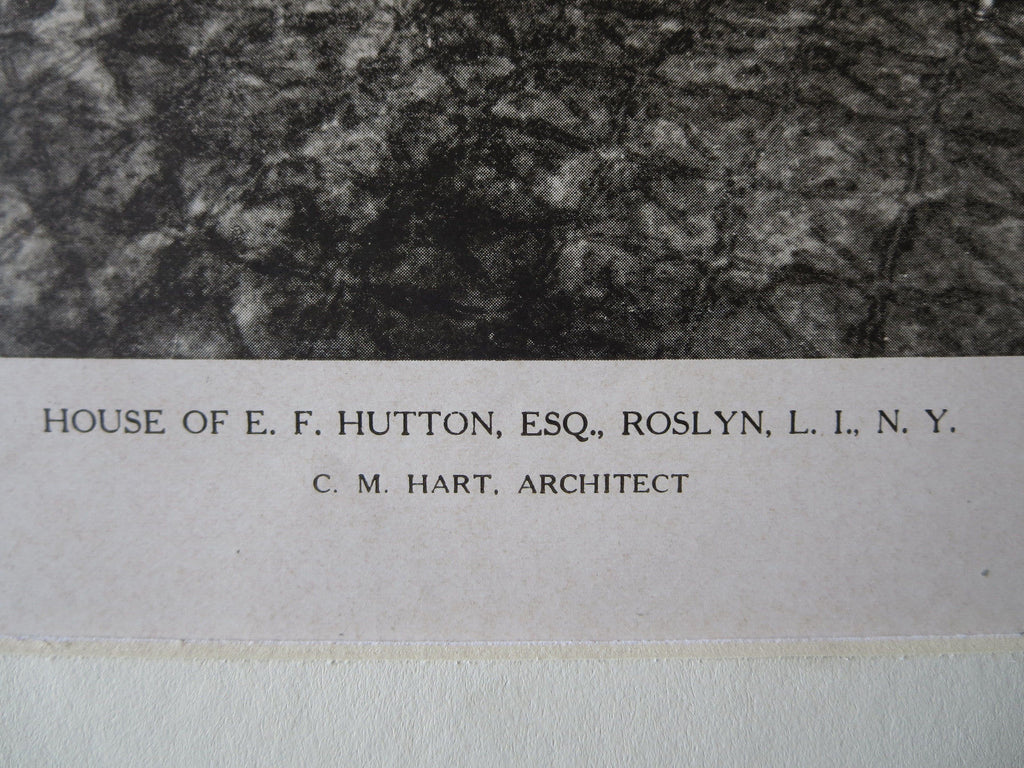 HOUSE OF E. F. HUTTON, ESQ., ROSLYN, L. I., N. Y.
C. M. HART, ARCHITECT